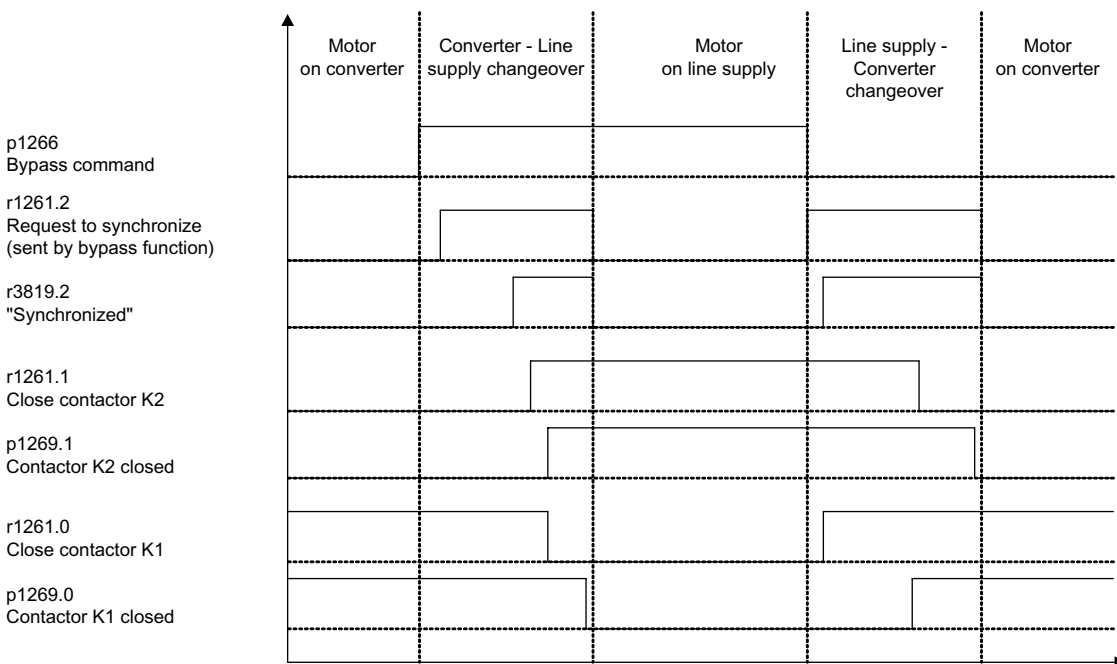 Motor
on converter
Converter - Line
supply changeover
Motor
on line supply
Line supply -
Converter
changeover
Motor
on converter
p1266
Bypass command
r1261.2
Request to synchronize
(sent by bypass function)
r3819.2
"Synchronized"
r1261.1
Close contactor K2
p1269.1
Contactor K2 closed
r1261.0
Close contactor K1
p1269.0
Contactor K1 closed